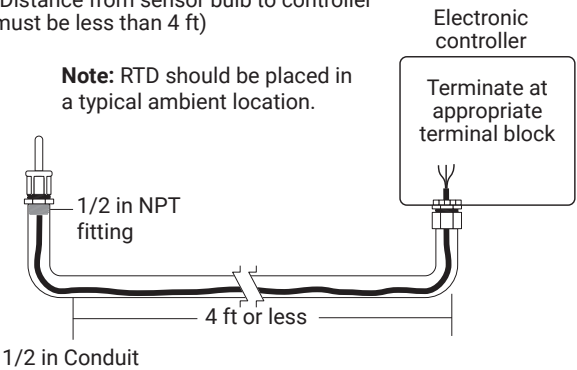 (Distance from sensor bulb to controller
must be less than 4 ft)
Electronic
controller
Note: RTD should be placed in
a typical ambient location.
Terminate at
appropriate
terminal block
1/2 in NPT
fitting
4 ft or less
1/2 in Conduit